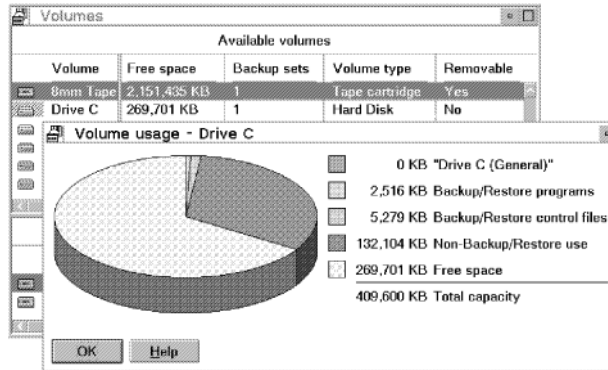 Volumes
Available volumes
Volume Free space Backup sets Volume type Removable
8mm Tape 2,151,435 KB 1 Tape cartridge Yes
Drive C 269,701 KB 1 Hard Disk No
Volume usage - Drive C
0 KB "Drive C (General)"
2,516 KB Backup/Restore programs
5,279 KB Backup/Restore control files
132,104 KB Non-Backup/Restore use
269,701 KB Free space
409,600 KB Total capacity
OK Help